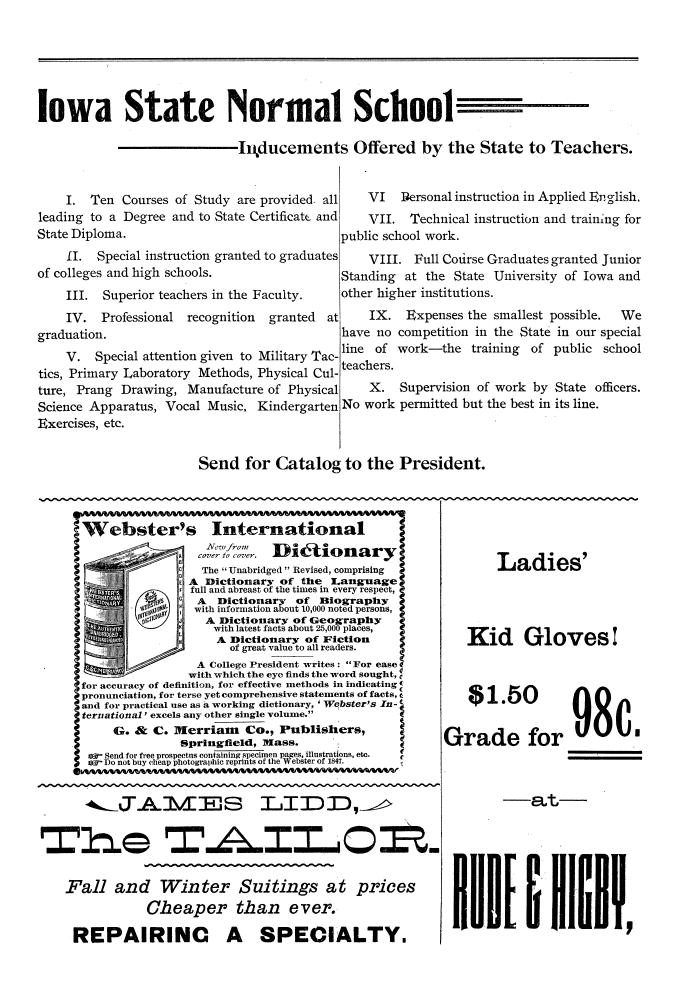 Iowa State Normal School
Inducements Offered by the State to Teachers.
I. Ten Courses of Study are provided all
leading to a Degree and to State Certificate and
State Diploma.
II. Special instruction granted to graduates
of colleges and high schools.
III. Superior teachers in the Faculty.
IV. Professional recognition granted at
graduation.
V. Special attention given to Military Tac-
tics, Primary Laboratory Methods, Physical Cul-
ture, Prang Drawing, Manufacture of Physical
Science Apparatus, Vocal Music, Kindergarten
Exercises, etc.
VI Personal instruction in Applied English.
VII. Technical instruction and training for
public school work.
VIII. Full Course Graduates granted Junior
Standing at the State University of Iowa and
other higher institutions.
IX. Expenses the smallest possible. We
have no competition in the State in our special
line of work—the training of public school
teachers.
X. Supervision of work by State officers.
No work permitted but the best in its line.
Send for Catalog to the President.
Webster's International
Now from
cover to cover.
Dictionary
The "Unabridged" Revised, comprising
A Dictionary of the Language
full and abreast of the times in every respect,
A Dictionary of Biography
with information about 10,000 noted persons,
A Dictionary of Geography
with latest facts about 25,000 places,
A Dictionary of Fiction
of great value to all readers.
A College President writes: "For ease
with which the eye finds the word sought,
for accuracy of definition, for effective methods in indicating
pronunciation, for terse yet comprehensive statements of facts,
and for practical use as a working dictionary, 'Webster's In-
ternational' excels any other single volume."
G. & C. Merriam Co., Publishers,
Springfield, Mass.
Send for free prospectus containing specimen pages, illustrations, etc.
Do not buy cheap photographic reprints of the Webster of 1847.
WEBSTER'S
INTERNATIONAL
DICTIONARY
JAMES LIDD,
The TAILOR.
Fall and Winter Suitings at prices
Cheaper than ever.
REPAIRING A SPECIALTY.
Ladies'
Kid Gloves!
$1.50
Grade for 98c.
—at—
RUDE & HIGBY,